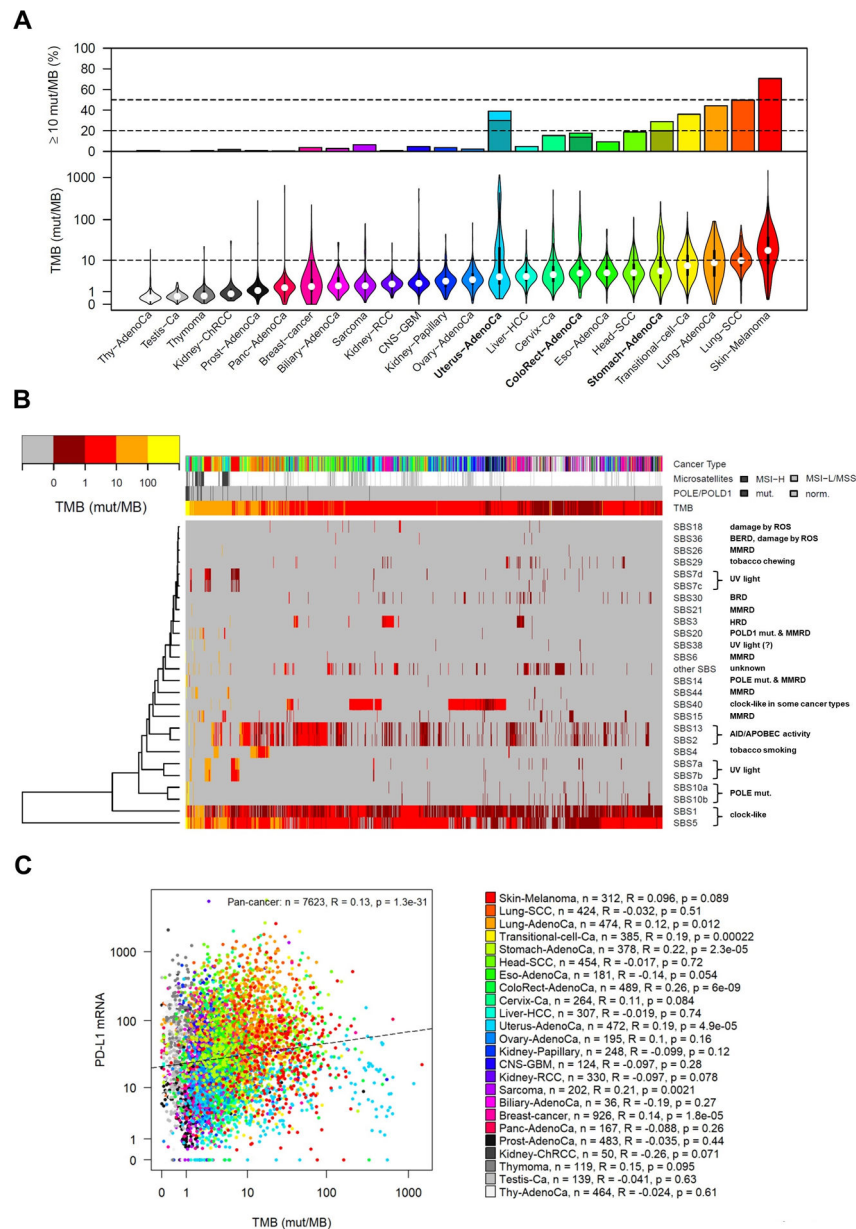 A
≥ 10 mut/MB (%)
100
80
60
40
20
0
TMB (mut/MB)
1000
100
10
1
0
Thy-AdenoCa
Testis-Ca
Thymoma
Kidney-ChRCC
Prost-AdenoCa
Panc-AdenoCa
Breast-cancer
Biliary-AdenoCa
Sarcoma
Kidney-RCC
CNS-GBM
Kidney-Papillary
Ovary-AdenoCa
Uterus-AdenoCa
Liver-HCC
Cervix-Ca
ColoRect-AdenoCa
Eso-AdenoCa
Head-SCC
Stomach-AdenoCa
Transitional-cell-Ca
Lung-AdenoCa
Lung-SCC
Skin-Melanoma
B
0 1 10 100
TMB (mut/MB)
Cancer Type
Microsatellites MSI-H MSI-L/MSS
POLE/POLD1 mut. norm.
TMB
SBS18 damage by ROS
SBS36 BERD, damage by ROS
SBS26 MMRD
SBS29 tobacco chewing
SBS7d
UV light
SBS7c
SBS30 BRD
SBS21 MMRD
SBS3 HRD
SBS20 POLD1 mut. & MMRD
SBS38 UV light (?)
SBS6 MMRD
other SBS unknown
SBS14 POLE mut. & MMRD
SBS44 MMRD
SBS40 clock-like in some cancer types
SBS15 MMRD
SBS13
AID/APOBEC activity
SBS2
SBS4 tobacco smoking
SBS7a
UV light
SBS7b
SBS10a
POLE mut.
SBS10b
SBS1
clock-like
SBS5
C
Pan-cancer: n = 7623, R = 0.13, p = 1.3e-31
PD-L1 mRNA
1000
100
10
1
0
0 1 10 100 1000
TMB (mut/MB)
Skin-Melanoma, n = 312, R = 0.096, p = 0.089
Lung-SCC, n = 424, R = -0.032, p = 0.51
Lung-AdenoCa, n = 474, R = 0.12, p = 0.012
Transitional-cell-Ca, n = 385, R = 0.19, p = 0.00022
Stomach-AdenoCa, n = 378, R = 0.22, p = 2.3e-05
Head-SCC, n = 454, R = -0.017, p = 0.72
Eso-AdenoCa, n = 181, R = -0.14, p = 0.054
ColoRect-AdenoCa, n = 489, R = 0.26, p = 6e-09
Cervix-Ca, n = 264, R = 0.11, p = 0.084
Liver-HCC, n = 307, R = -0.019, p = 0.74
Uterus-AdenoCa, n = 472, R = 0.19, p = 4.9e-05
Ovary-AdenoCa, n = 195, R = 0.1, p = 0.16
Kidney-Papillary, n = 248, R = -0.099, p = 0.12
CNS-GBM, n = 124, R = -0.097, p = 0.28
Kidney-RCC, n = 330, R = -0.097, p = 0.078
Sarcoma, n = 202, R = 0.21, p = 0.0021
Biliary-AdenoCa, n = 36, R = -0.19, p = 0.27
Breast-cancer, n = 926, R = 0.14, p = 1.8e-05
Panc-AdenoCa, n = 167, R = -0.088, p = 0.26
Prost-AdenoCa, n = 483, R = -0.035, p = 0.44
Kidney-ChRCC, n = 50, R = -0.26, p = 0.071
Thymoma, n = 119, R = 0.15, p = 0.095
Testis-Ca, n = 139, R = -0.041, p = 0.63
Thy-AdenoCa, n = 464, R = -0.024, p = 0.61